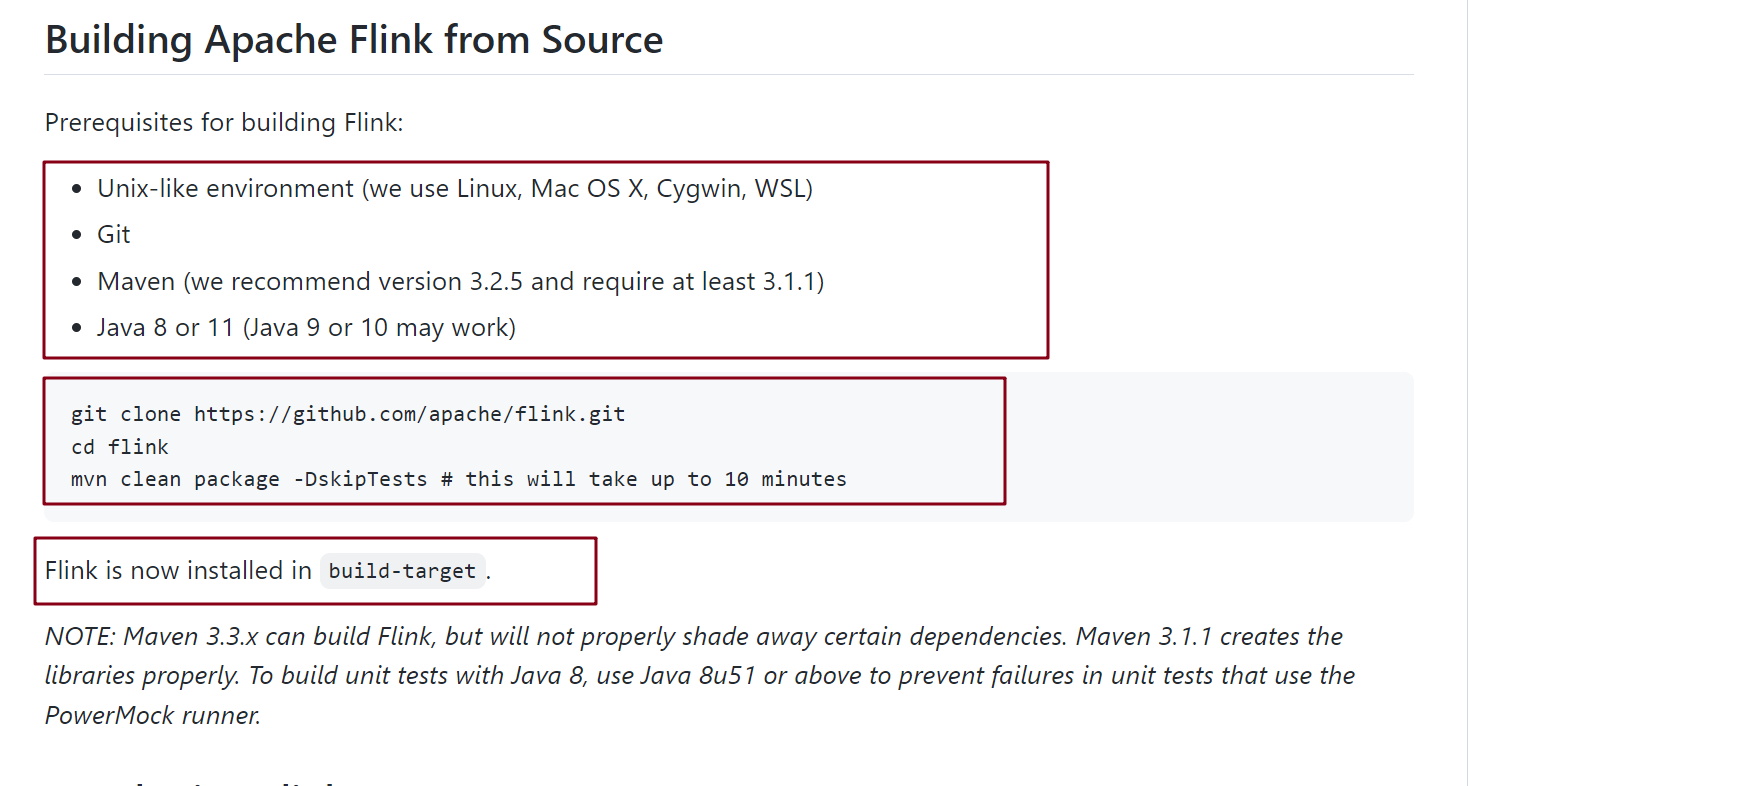 Building Apache Flink from Source
Prerequisites for building Flink:
• Unix-like environment (we use Linux, Mac OS X, Cygwin, WSL)
• Git
• Maven (we recommend version 3.2.5 and require at least 3.1.1)
• Java 8 or 11 (Java 9 or 10 may work)
git clone https://github.com/apache/flink.git
cd flink
mvn clean package -DskipTests # this will take up to 10 minutes
Flink is now installed in build-target.
NOTE: Maven 3.3.x can build Flink, but will not properly shade away certain dependencies. Maven 3.1.1 creates the
libraries properly. To build unit tests with Java 8, use Java 8u51 or above to prevent failures in unit tests that use the
PowerMock runner.